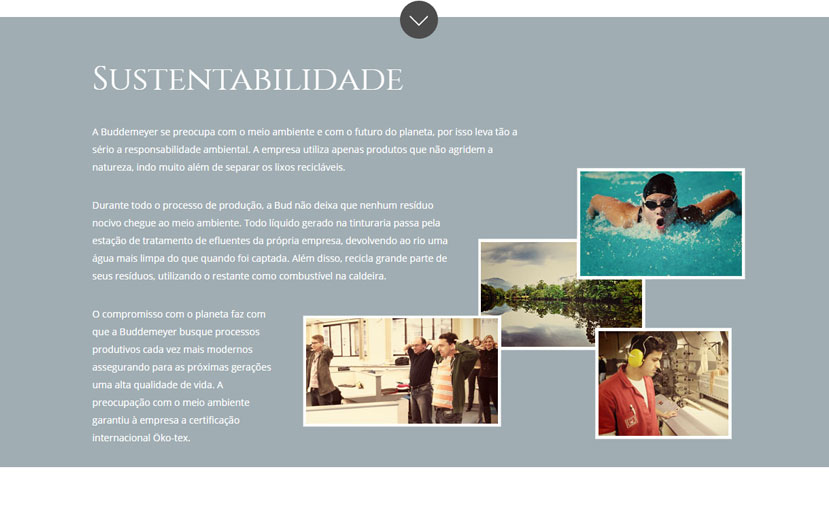 Sustentabilidade
A Buddemeyer se preocupa com o meio ambiente e com o futuro do planeta, por isso leva tão a
sério a responsabilidade ambiental. A empresa utiliza apenas produtos que não agridem a
natureza, indo muito além de separar os lixos recicláveis.
Durante todo o processo de produção, a Bud não deixa que nenhum resíduo
nocivo chegue ao meio ambiente. Todo líquido gerado na tinturaria passa pela
estação de tratamento de efluentes da própria empresa, devolvendo ao rio uma
água mais limpa do que quando foi captada. Além disso, recicla grande parte de
seus resíduos, utilizando o restante como combustível na caldeira.
O compromisso com o planeta faz com
que a Buddemeyer busque processos
produtivos cada vez mais modernos
assegurando para as próximas gerações
uma alta qualidade de vida. A
preocupação com o meio ambiente
garantiu à empresa a certificação
internacional Öko-tex.